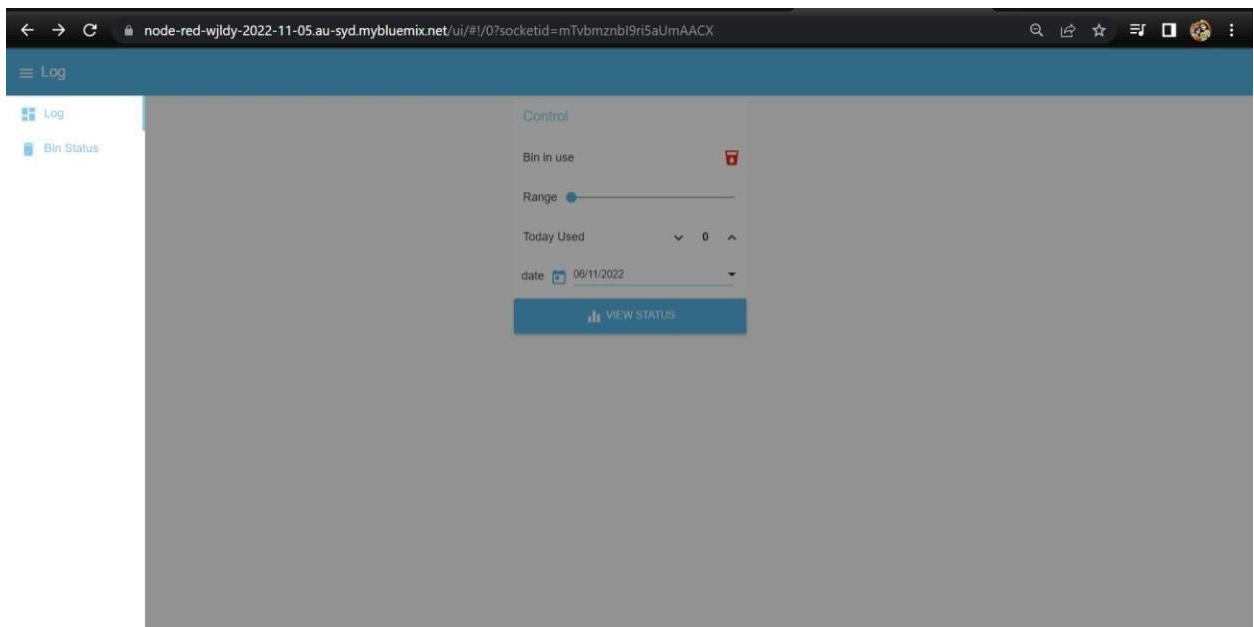 node-red-wjldy-2022-11-05.au-syd.mybluemix.net/ui/#!/0?socketid=mTvbmznbI9ri5aUmAACX
Log
Log
Bin Status
Control
Bin in use
Range
Today Used 0
date 06/11/2022
VIEW STATUS